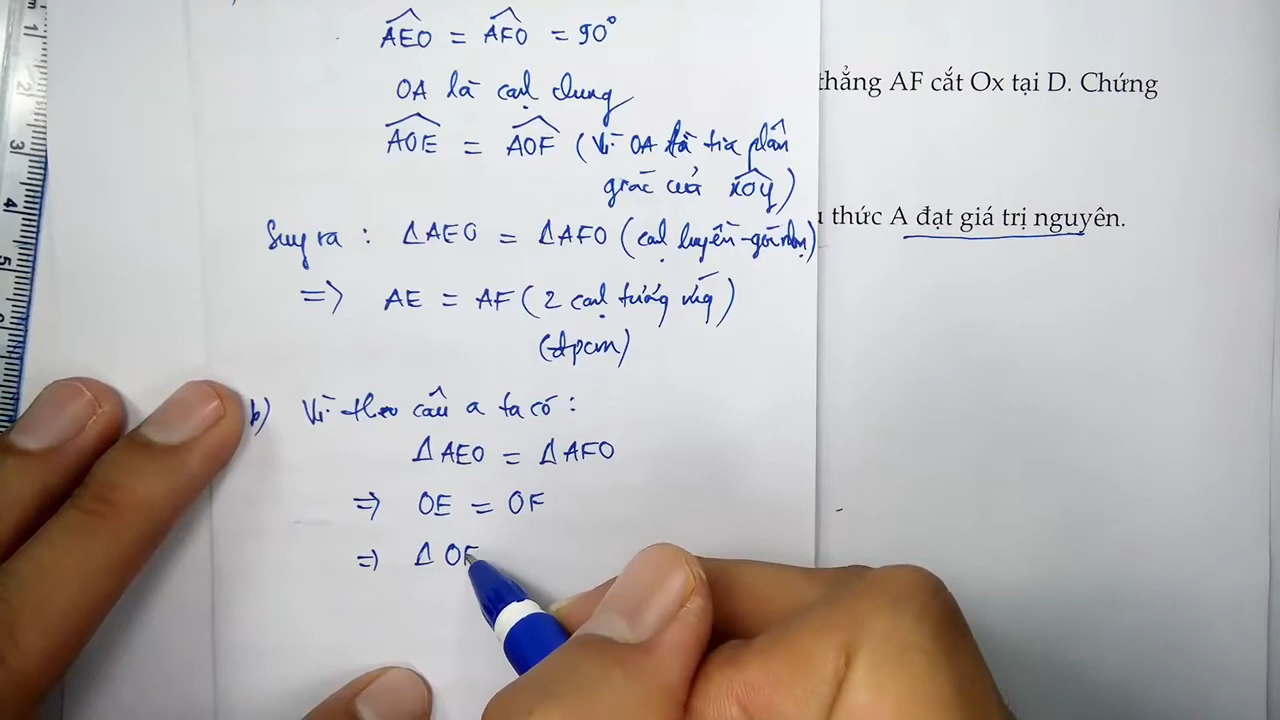 AEO = AFO = 90°
OA là cạnh chung
thẳng AF cắt Ox tại D. Chứng
AOE = AOF (Vì OA là tia phân
giác của xOy)
thức A đạt giá trị nguyên.
Suy ra : ΔAEO = ΔAFO (cạnh huyền - góc nhọn)
=> AE = AF (2 cạnh tương ứng)
(đpcm)
b) Vì theo câu a ta có :
ΔAEO = ΔAFO
=> OE = OF
=> Δ OE